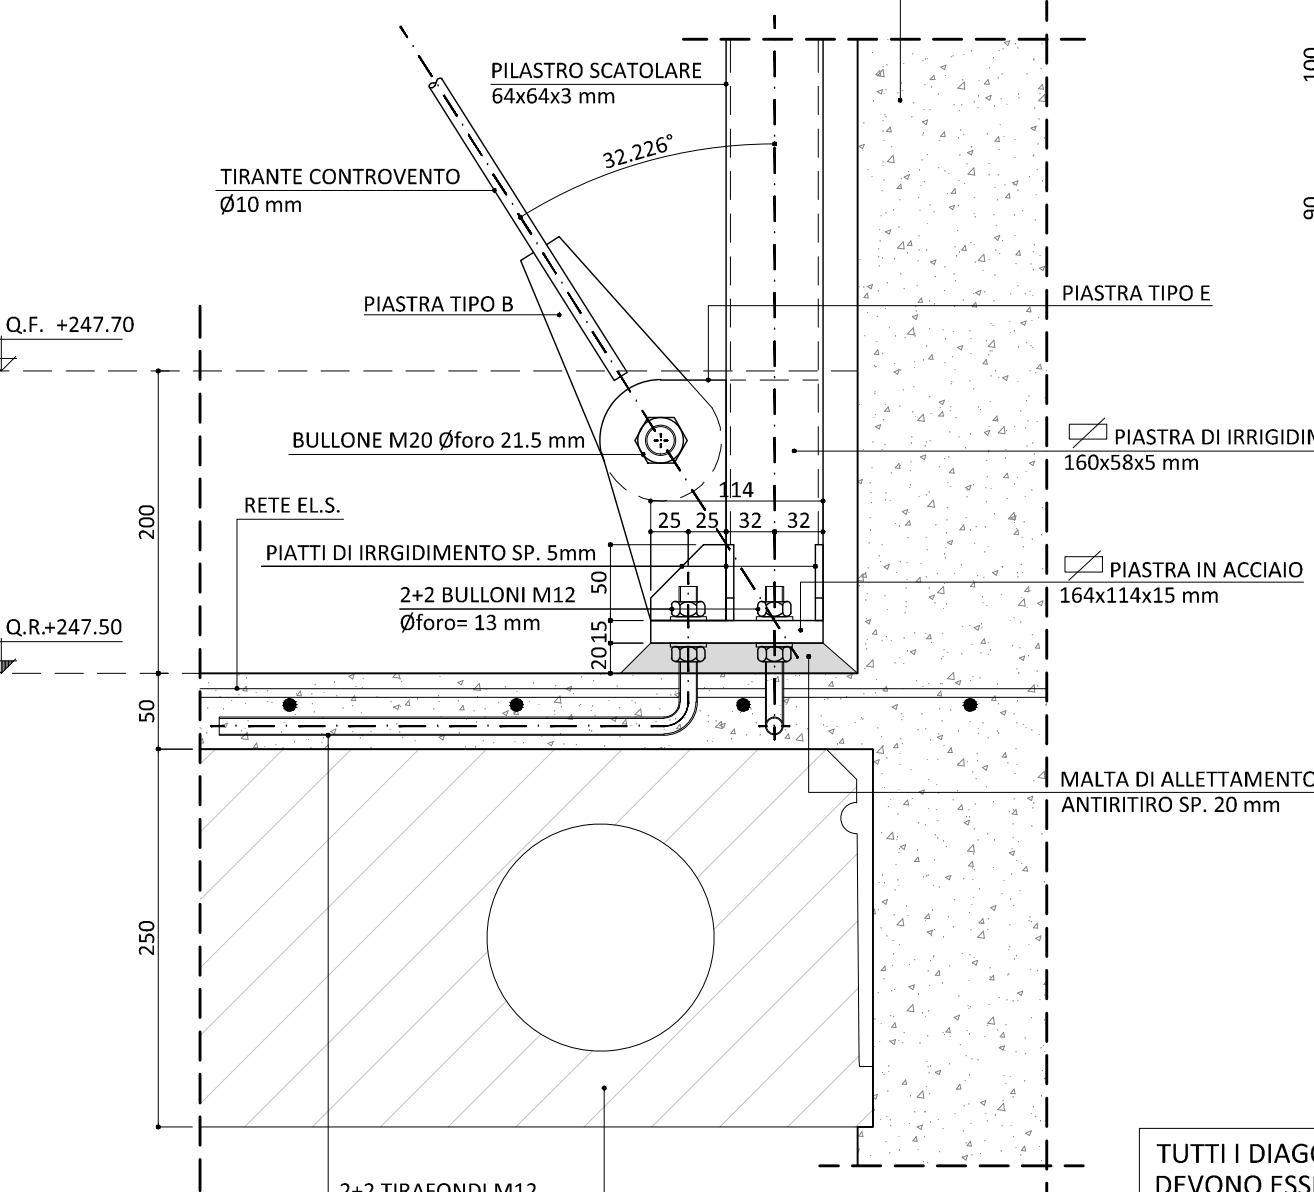 100
PILASTRO SCATOLARE
64x64x3 mm
32.226°
TIRANTE CONTROVENTO
Ø10 mm
90
PIASTRA TIPO B
PIASTRA TIPO E
Q.F. +247.70
BULLONE M20 Øforo 21.5 mm
PIASTRA DI
160x58x5 mm
114
RETE EL.S.
200
25 25 32 32
PIATTI DI IRRGIDIMENTO SP. 5mm
50
PIASTRA IN ACCIAIO
164x114x15 mm
2+2 BULLONI M12
Øforo= 13 mm
15
20
Q.R.+247.50
50
MALTA DI ALLETTAMENTO
ANTIRITIRO SP. 20 mm
250
TUTTI I
DEVONO
2+2 TIRAFONDI M12